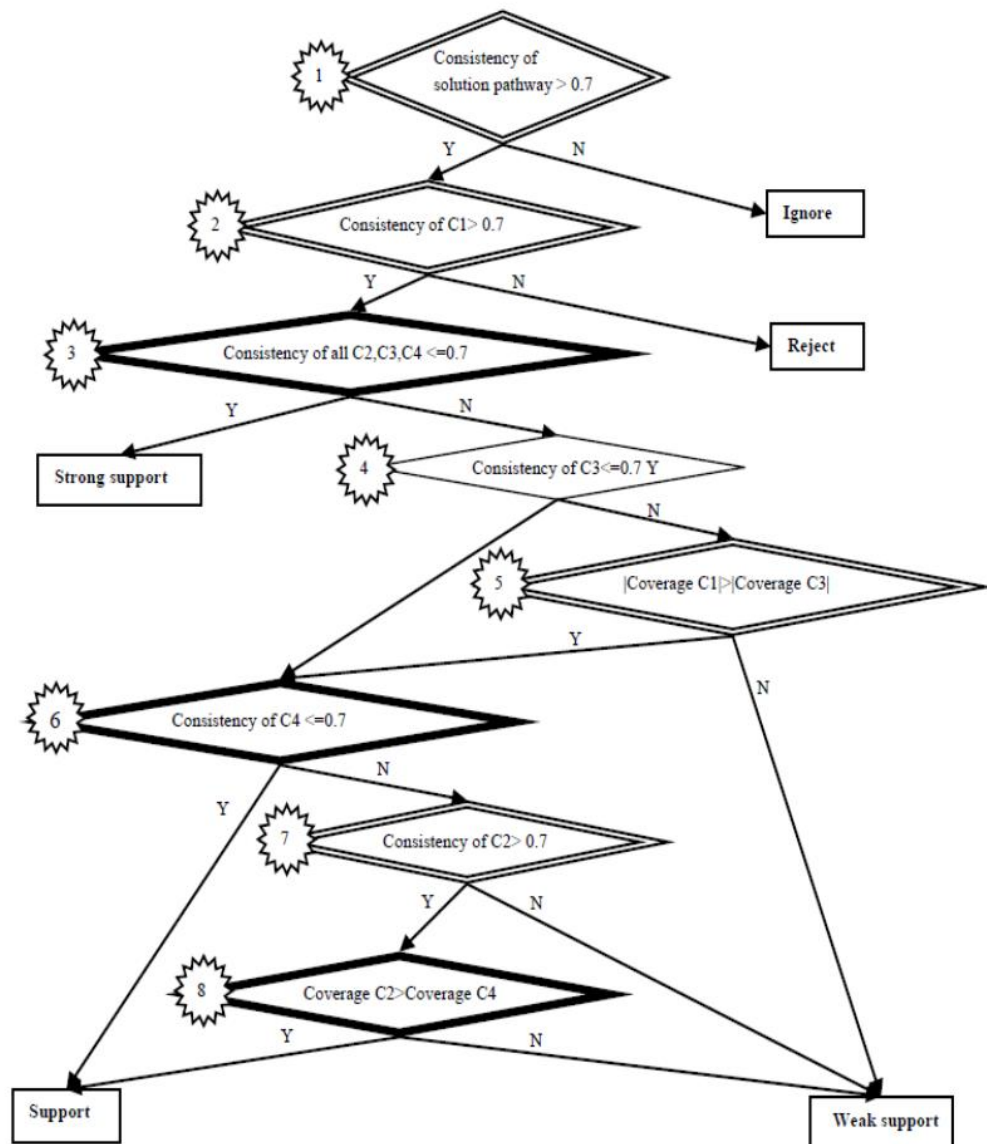 1
Consistency of
solution pathway > 0.7
Y
N
Ignore
2
Consistency of C1> 0.7
Y
N
Reject
3
Consistency of all C2,C3,C4 <=0.7
Y
N
Strong support
4
Consistency of C3<=0.7 Y
N
5
|Coverage C1|>|Coverage C3|
Y
N
6
Consistency of C4 <=0.7
N
Y
7
Consistency of C2> 0.7
Y
N
8
Coverage C2>Coverage C4
Y
N
Support
Weak support